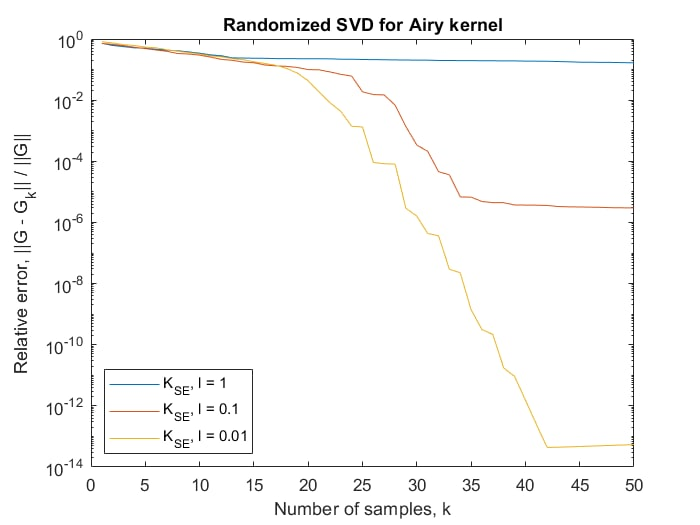 Randomized SVD for Airy kernel
Relative error, ||G - G_k|| / ||G||
10^0
10^-2
10^-4
10^-6
10^-8
10^-10
10^-12
10^-14
K_SE, l = 1
K_SE, l = 0.1
K_SE, l = 0.01
0 5 10 15 20 25 30 35 40 45 50
Number of samples, k